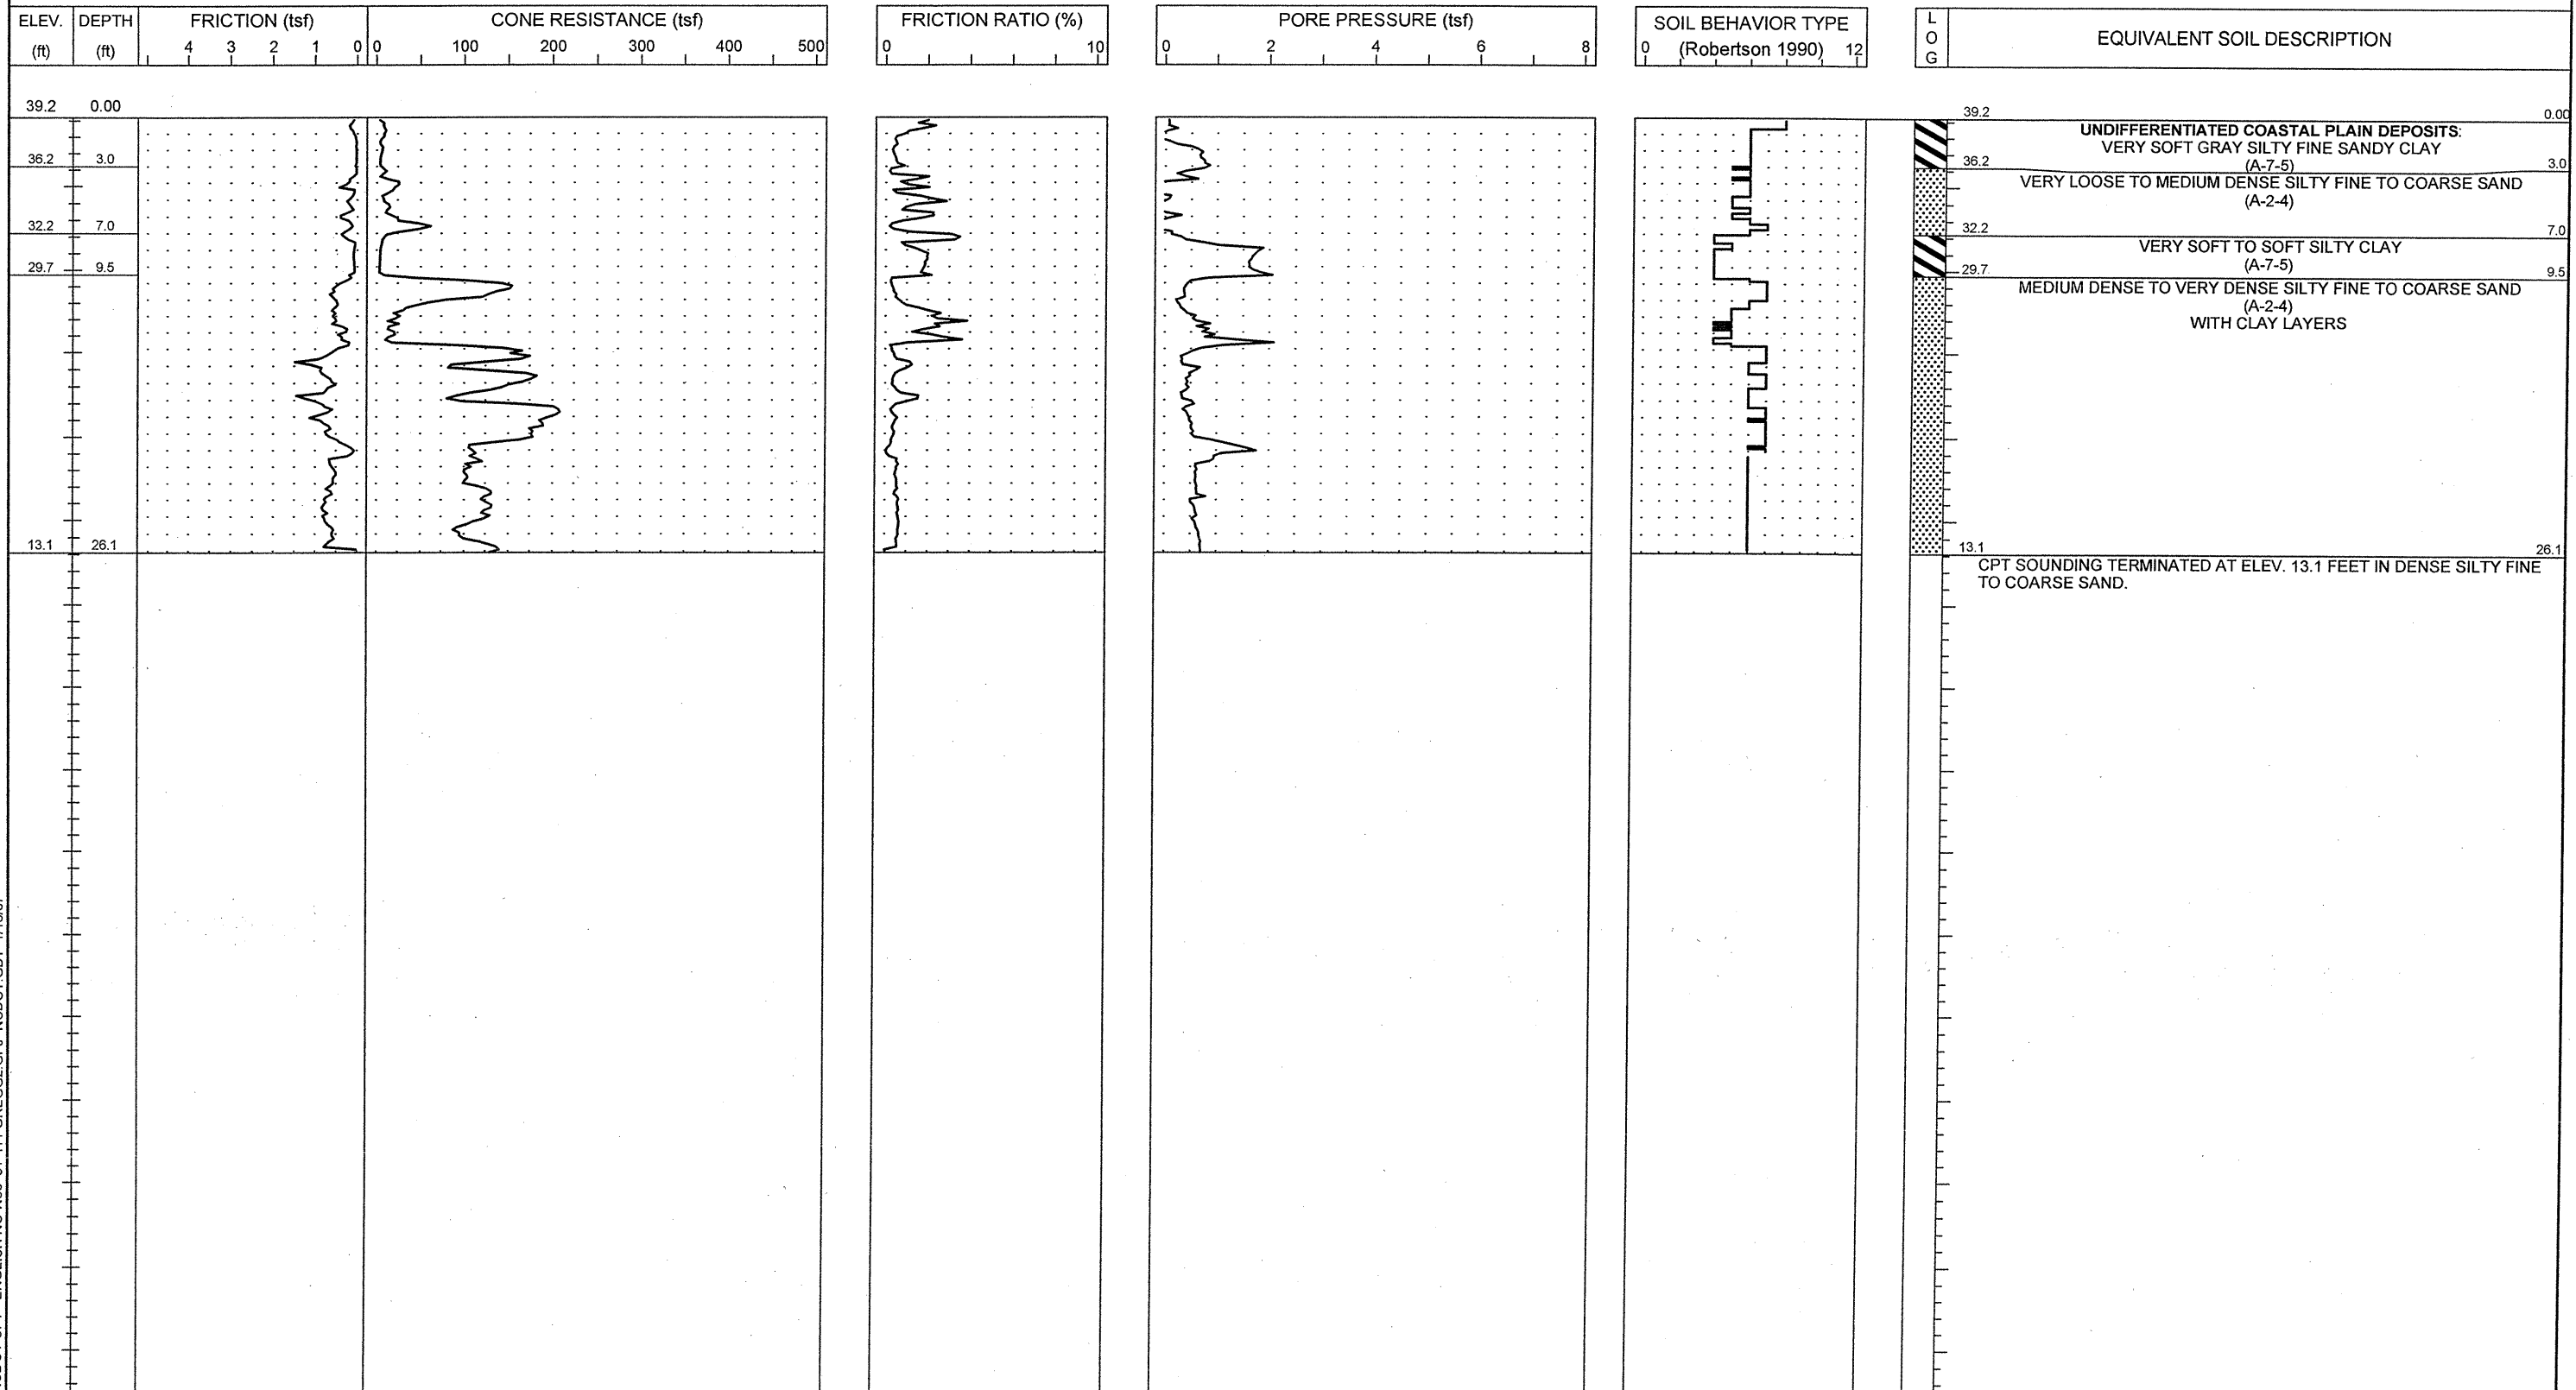 ELEV. DEPTH FRICTION (tsf) CONE RESISTANCE (tsf) FRICTION RATIO (%) PORE PRESSURE (tsf) SOIL BEHAVIOR TYPE L
(ft) (ft) 4 3 2 1 0 0 100 200 300 400 500 0 10 0 2 4 6 8 0 (Robertson 1990) 12 O EQUIVALENT SOIL DESCRIPTION
G
39.2 0.00 39.2 0.00
UNDIFFERENTIATED COASTAL PLAIN DEPOSITS:
VERY SOFT GRAY SILTY FINE SANDY CLAY
36.2 3.0 36.2 (A-7-5) 3.0
VERY LOOSE TO MEDIUM DENSE SILTY FINE TO COARSE SAND
(A-2-4)
32.2 7.0 32.2 7.0
VERY SOFT TO SOFT SILTY CLAY
29.7 9.5 29.7 (A-7-5) 9.5
MEDIUM DENSE TO VERY DENSE SILTY FINE TO COARSE SAND
(A-2-4)
WITH CLAY LAYERS
13.1 26.1 13.1 26.1
CPT SOUNDING TERMINATED AT ELEV. 13.1 FEET IN DENSE SILTY FINE
TO COARSE SAND.